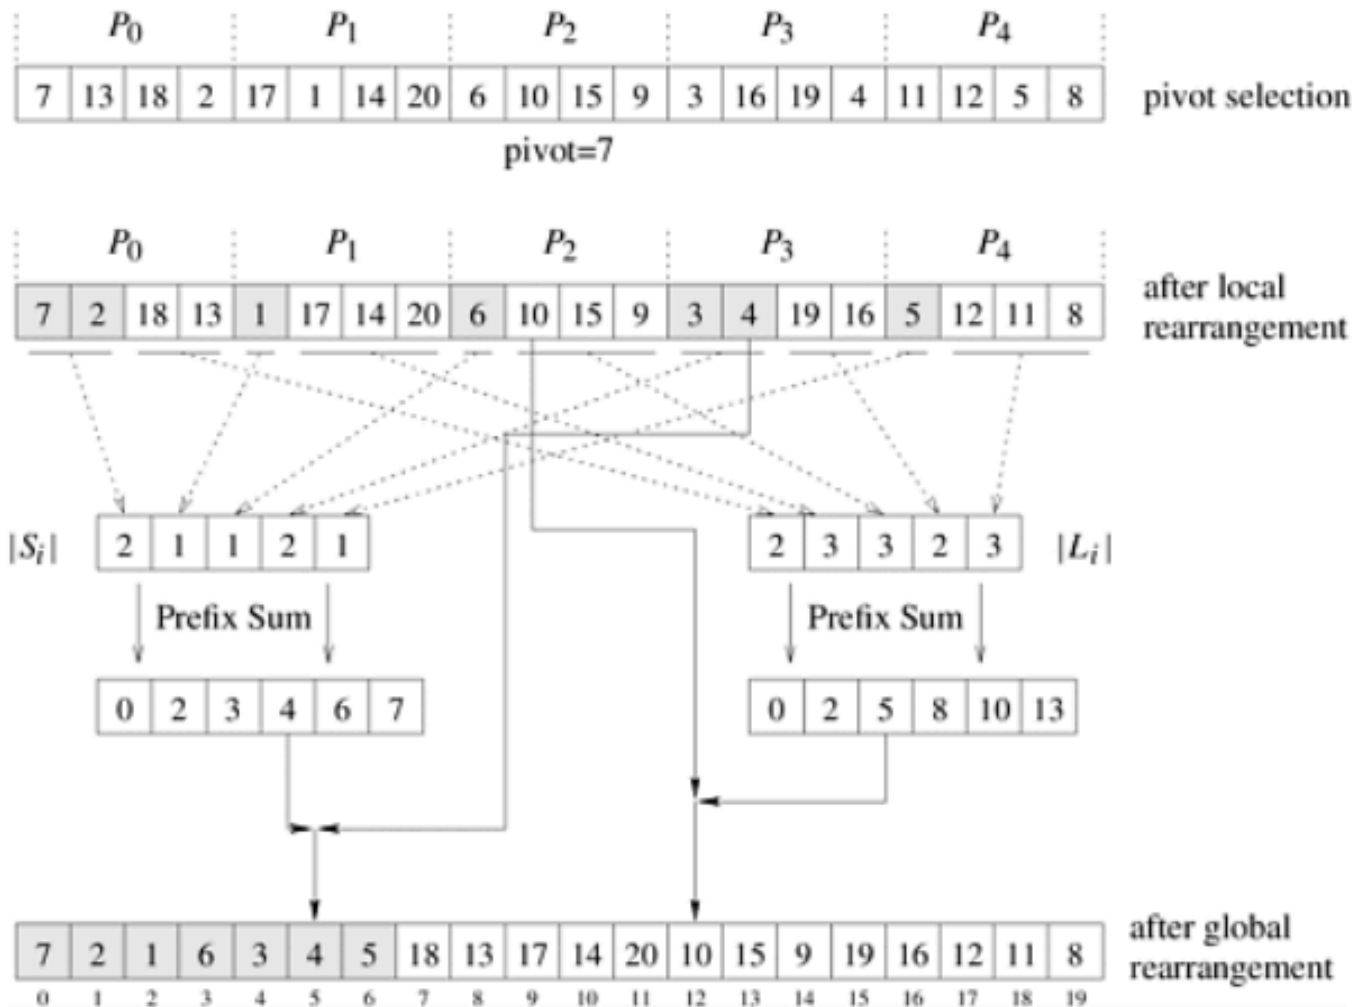 P0 P1 P2 P3 P4
7 13 18 2 17 1 14 20 6 10 15 9 3 16 19 4 11 12 5 8 pivot selection
pivot=7
P0 P1 P2 P3 P4
7 2 18 13 1 17 14 20 6 10 15 9 3 4 19 16 5 12 11 8 after local rearrangement
|Si| 2 1 1 2 1 2 3 3 2 3 |Li|
Prefix Sum Prefix Sum
0 2 3 4 6 7 0 2 5 8 10 13
7 2 1 6 3 4 5 18 13 17 14 20 10 15 9 19 16 12 11 8 after global rearrangement
0 1 2 3 4 5 6 7 8 9 10 11 12 13 14 15 16 17 18 19